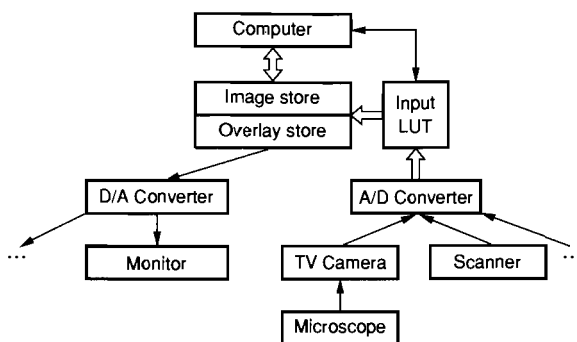 Computer
Image store
Overlay store
Input
LUT
D/A Converter
A/D Converter
...
Monitor
TV Camera
Scanner
..
Microscope